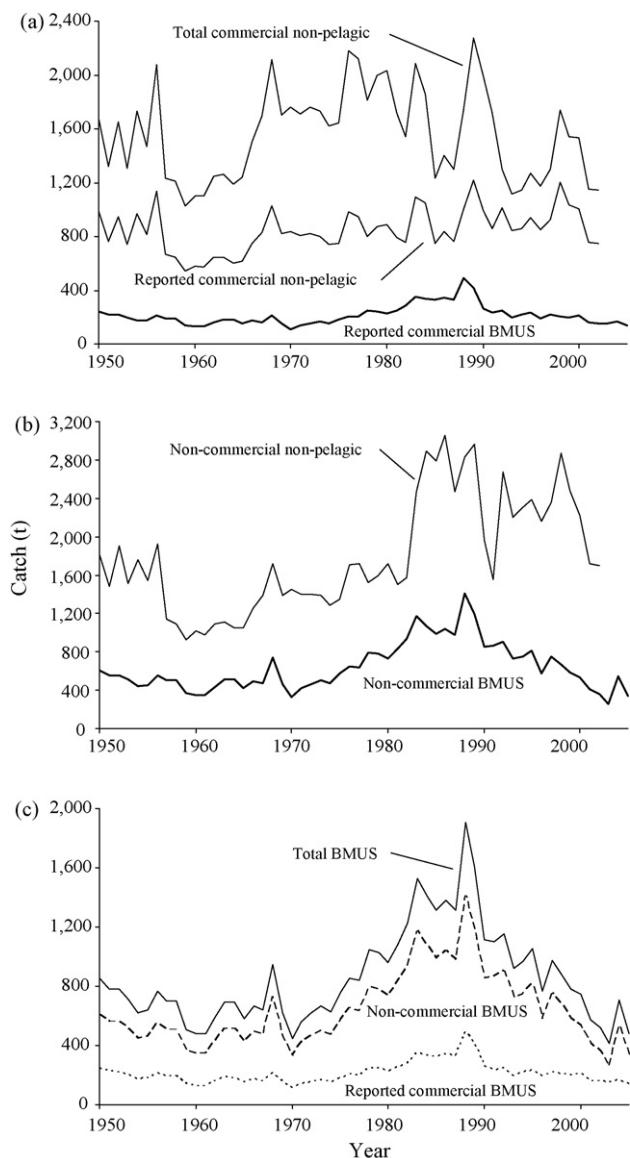 (a)
Total commercial non-pelagic
2,400
2,000
1,600
1,200
800
400
0
Reported commercial non-pelagic
Reported commercial BMUS
1950 1960 1970 1980 1990 2000
(b)
3,200
2,800
2,400
2,000
1,600
1,200
800
400
0
Non-commercial non-pelagic
Catch (t)
Non-commercial BMUS
1950 1960 1970 1980 1990 2000
(c)
2,000
1,600
1,200
800
400
0
Total BMUS
Non-commercial BMUS
Reported commercial BMUS
1950 1960 1970 1980 1990 2000
Year